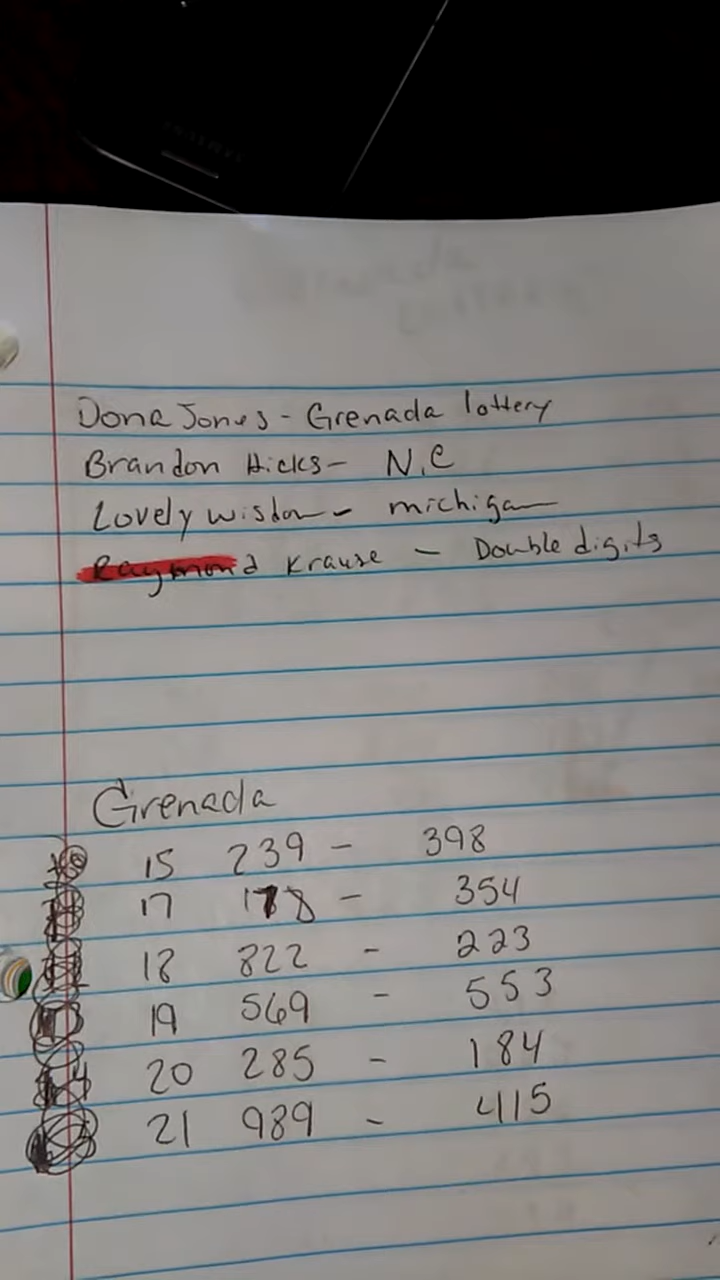 Dona Jones - Grenada lottery
Brandon Hicks - N.C
Lovely wisdom - michigan
Raymond Krause - Double digits
Grenada
15 239 - 398
17 178 - 354
18 822 - 223
19 569 - 553
20 285 - 184
21 989 - 415